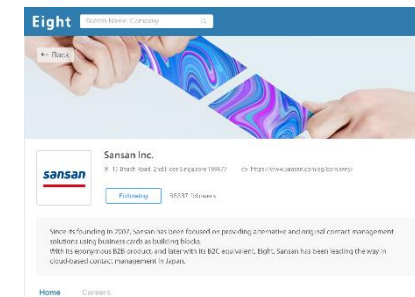 Eight
Search Name, Company
← Back
Sansan Inc.
sansan
Following
followers
Since its founding in 2007, Sansan has been focused on providing alternative and original contact management
solutions using business cards as building blocks.
With its eponymous B2B product, and later with its B2C equivalent, Eight, Sansan has been leading the way in
cloud-based contact management in Japan.
Home Careers